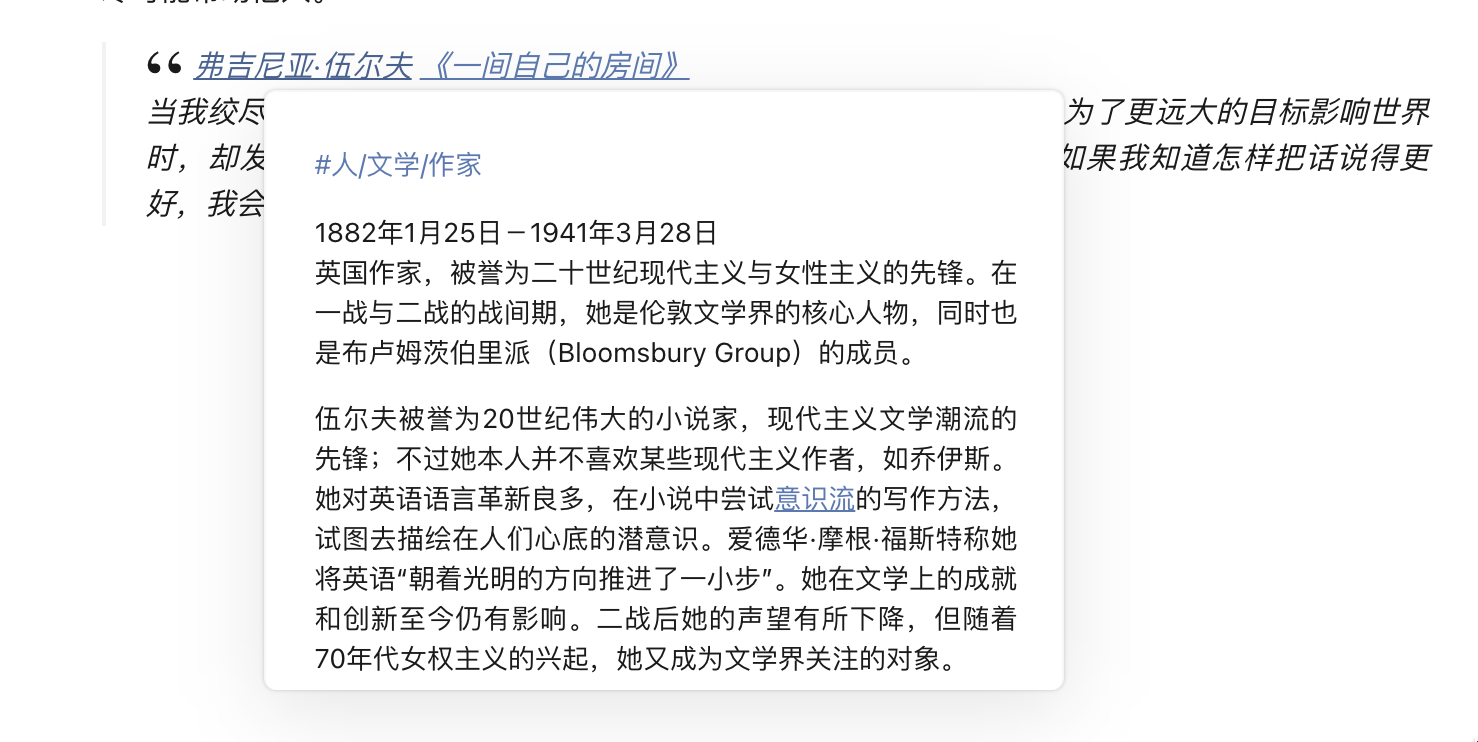 弗吉尼亚·伍尔夫 《一间自己的房间》
当我绞尽
为了更远大的目标影响世界
时，却发
如果我知道怎样把话说得更
好，我会
#人/文学/作家
1882年1月25日－1941年3月28日
英国作家，被誉为二十世纪现代主义与女性主义的先锋。在
一战与二战的战间期，她是伦敦文学界的核心人物，同时也
是布卢姆茨伯里派（Bloomsbury Group）的成员。
伍尔夫被誉为20世纪伟大的小说家，现代主义文学潮流的
先锋；不过她本人并不喜欢某些现代主义作者，如乔伊斯。
她对英语语言革新良多，在小说中尝试意识流的写作方法，
试图去描绘在人们心底的潜意识。爱德华·摩根·福斯特称她
将英语“朝着光明的方向推进了一小步”。她在文学上的成就
和创新至今仍有影响。二战后她的声望有所下降，但随着
70年代女权主义的兴起，她又成为文学界关注的对象。